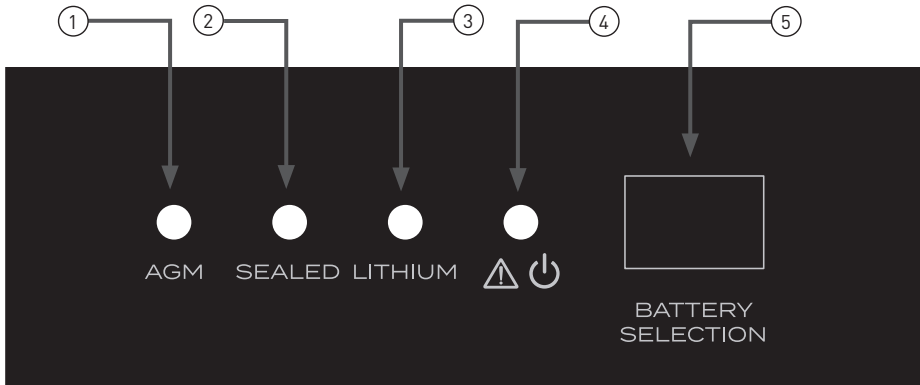 1 2 3 4 5
AGM SEALED LITHIUM
BATTERY
SELECTION